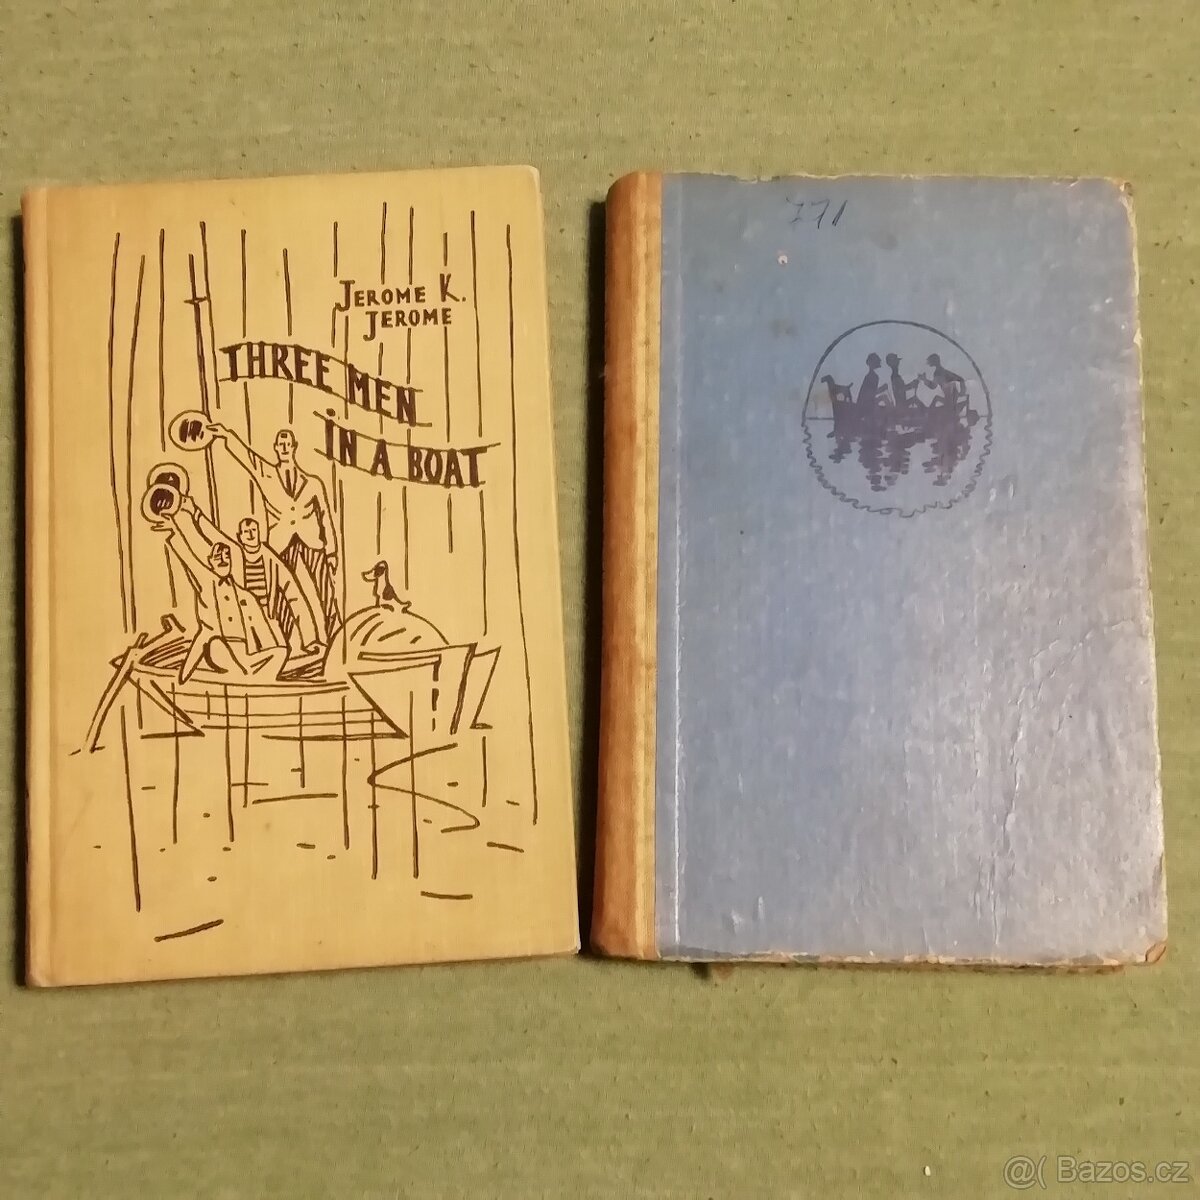 JEROME K.
JEROME
THREE MEN
IN A BOAT
771
@( Bazos.cz